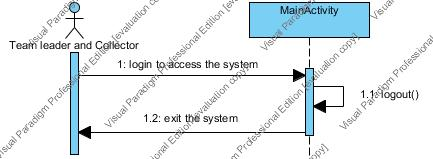 MainActivity
Team leader and Collector
1: login to access the system
1.1: logout()
1.2: exit the system
Visual Paradigm Professional Edition [evaluation copy]